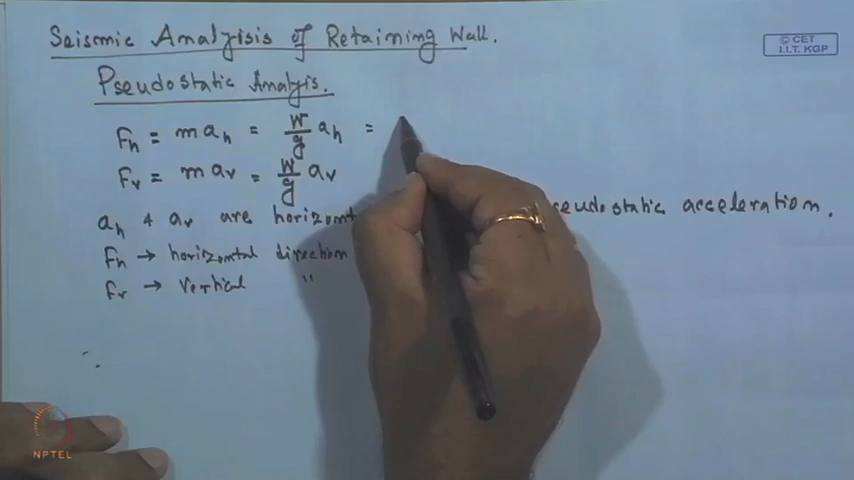 Seismic Analysis of Retaining Wall.
© CET
I.I.T. KGP
Pseudostatic Analysis.
Fh = m ah = W/g ah =
Fv = m av = W/g av
ah & av are horizont pseudostatic acceleration.
Fh → horizontal direction
Fv → vertical "
NPTEL